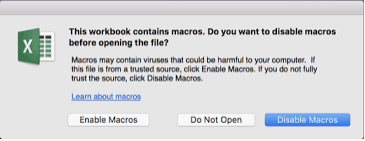 This workbook contains macros. Do you want to disable macros
before opening the file?
Macros may contain viruses that could be harmful to your computer. If
this file is from a trusted source, click Enable Macros. If you do not fully
trust the source, click Disable Macros.
Learn about macros
Enable Macros
Do Not Open
Disable Macros